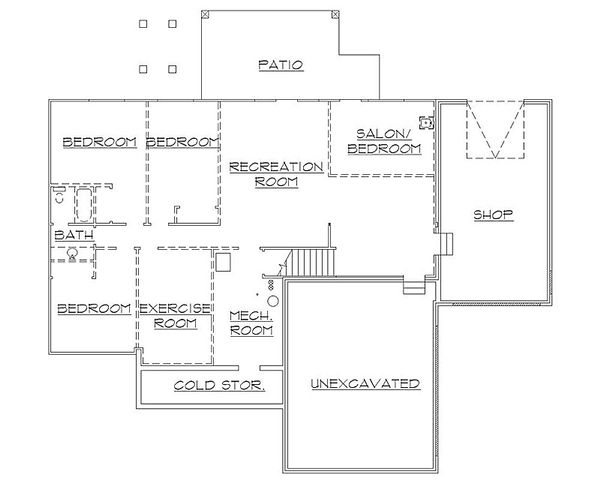 PATIO
BEDROOM
BEDROOM
SALON/
BEDROOM
RECREATION
ROOM
SHOP
BATH
BEDROOM
EXERCISE
ROOM
MECH.
ROOM
COLD STOR.
UNEXCAVATED